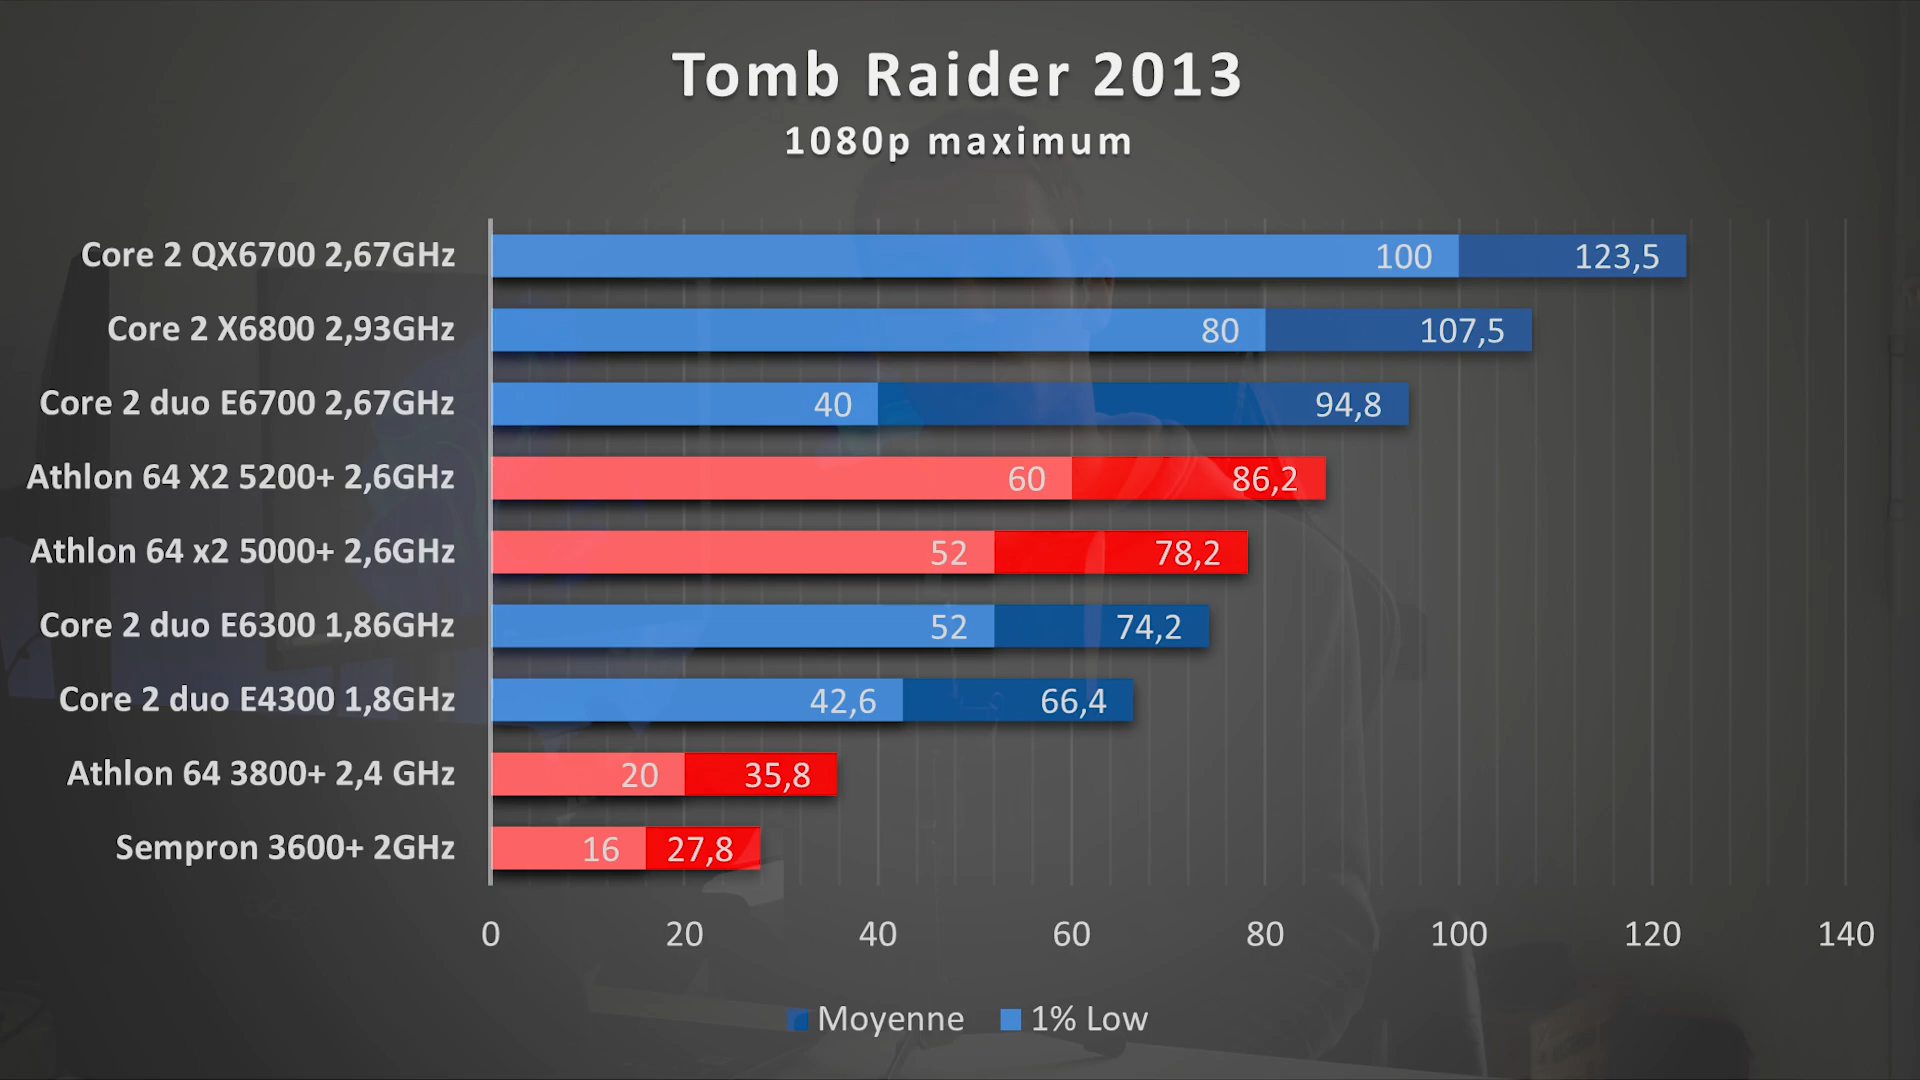 Tomb Raider 2013
1080p maximum
Core 2 QX6700 2,67GHz 100 123,5
Core 2 X6800 2,93GHz 80 107,5
Core 2 duo E6700 2,67GHz 40 94,8
Athlon 64 X2 5200+ 2,6GHz 60 86,2
Athlon 64 x2 5000+ 2,6GHz 52 78,2
Core 2 duo E6300 1,86GHz 52 74,2
Core 2 duo E4300 1,8GHz 42,6 66,4
Athlon 64 3800+ 2,4 GHz 20 35,8
Sempron 3600+ 2GHz 16 27,8
0 20 40 60 80 100 120 140
Moyenne 1% Low